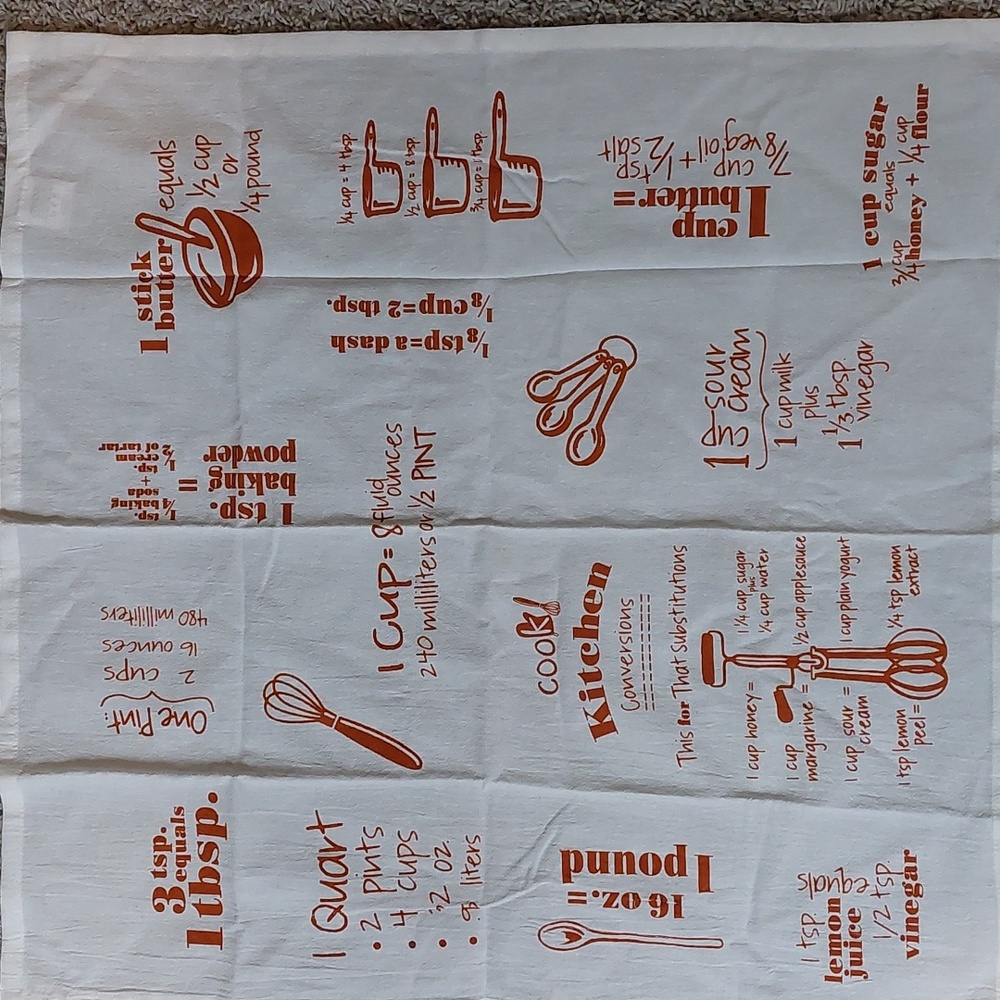 1 stick
butter
equals
1/2 cup
or
1/4 pound
1/4 cup = 4 tbsp.
1/2 cup = 8 tbsp.
1 cup
butter=
7/8 cup
veg oil + 1/2 tsp
salt
1 cup sugar
equals
3/4 cup honey + 1/4 cup flour
1/8 cup=2 tbsp.
1/8 tsp=a dash
1 sour
cream
1 cup milk
plus
1 1/3 tbsp.
vinegar
1 tsp.
baking
powder
=
1/4 tsp. baking soda
+
1/2 tsp. cream of tartar
1 Cup = 8 fluid ounces
240 milliliters or 1/2 PINT
One Pint:
2 cups
16 ounces
480 milliliters
cook
Kitchen
Conversions
This for That Substitutions
1 cup honey = 1 1/4 cup sugar plus 1/4 cup water
1 cup margarine = 1/2 cup applesauce
1 cup sour cream = 1 cup plain yogurt
1 tsp lemon peel = 1/4 tsp lemon extract
3 tsp.
equals
1 tbsp.
1 Quart
• 2 pints
• 4 cups
• 32 oz.
• .95 liters
16 oz.=
1 pound
1 tsp.
lemon
juice
equals
1/2 tsp.
vinegar